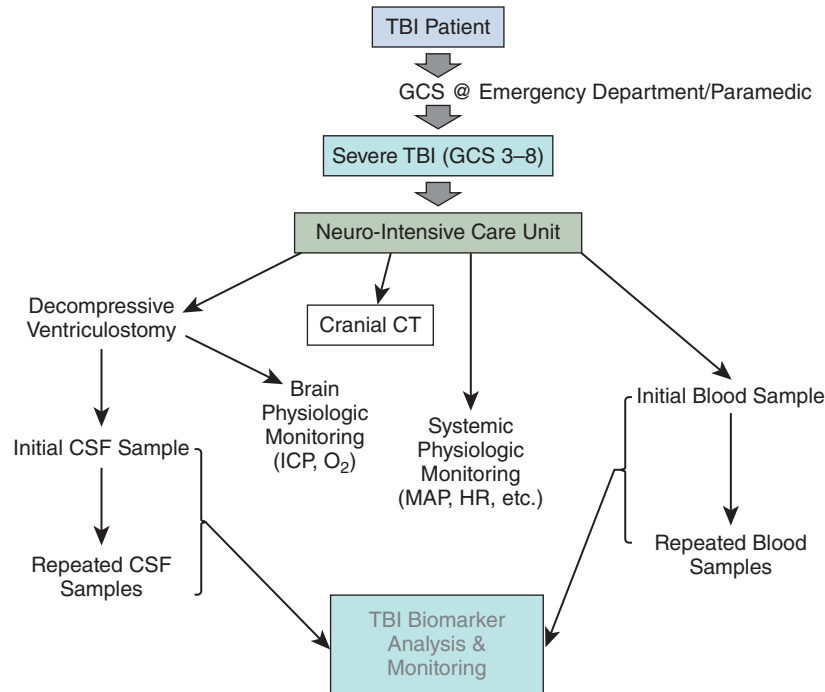 TBI Patient
GCS @ Emergency Department/Paramedic
Severe TBI (GCS 3–8)
Neuro-Intensive Care Unit
Decompressive
Ventriculostomy
Cranial CT
Brain
Physiologic
Monitoring
(ICP, O₂)
Systemic
Physiologic
Monitoring
(MAP, HR, etc.)
Initial Blood Sample
Initial CSF Sample
Repeated CSF
Samples
Repeated Blood
Samples
TBI Biomarker
Analysis &
Monitoring